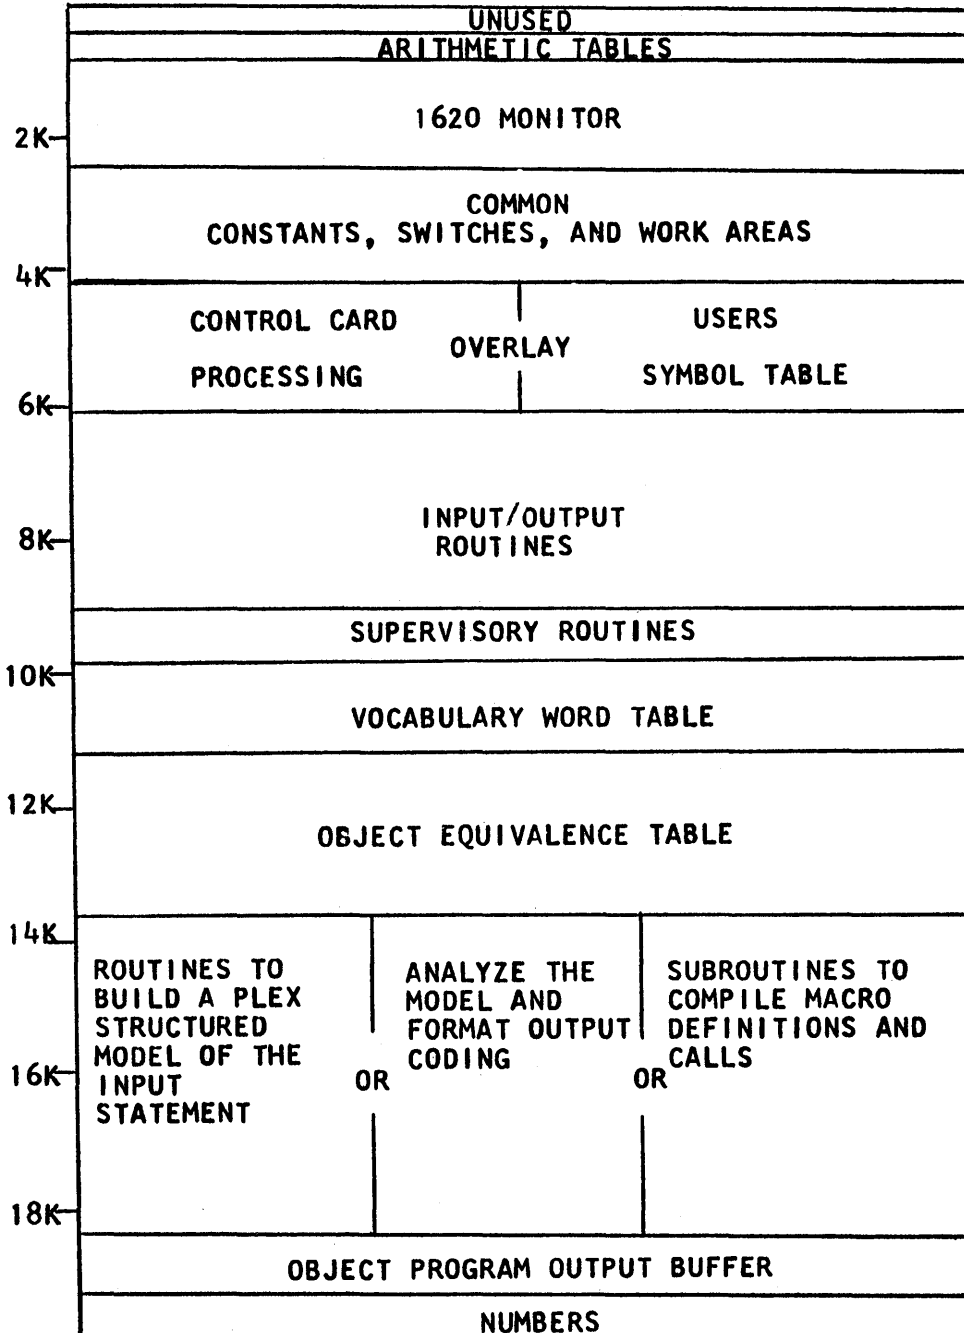 UNUSED
ARITHMETIC TABLES
1620 MONITOR
2K
COMMON
CONSTANTS, SWITCHES, AND WORK AREAS
4K
CONTROL CARD
PROCESSING
OVERLAY
USERS
SYMBOL TABLE
6K
INPUT/OUTPUT
ROUTINES
8K
SUPERVISORY ROUTINES
10K
VOCABULARY WORD TABLE
12K
OBJECT EQUIVALENCE TABLE
14K
ROUTINES TO
BUILD A PLEX
STRUCTURED
MODEL OF THE
INPUT
STATEMENT
OR
ANALYZE THE
MODEL AND
FORMAT OUTPUT
CODING
OR
SUBROUTINES TO
COMPILE MACRO
DEFINITIONS AND
CALLS
16K
18K
OBJECT PROGRAM OUTPUT BUFFER
NUMBERS